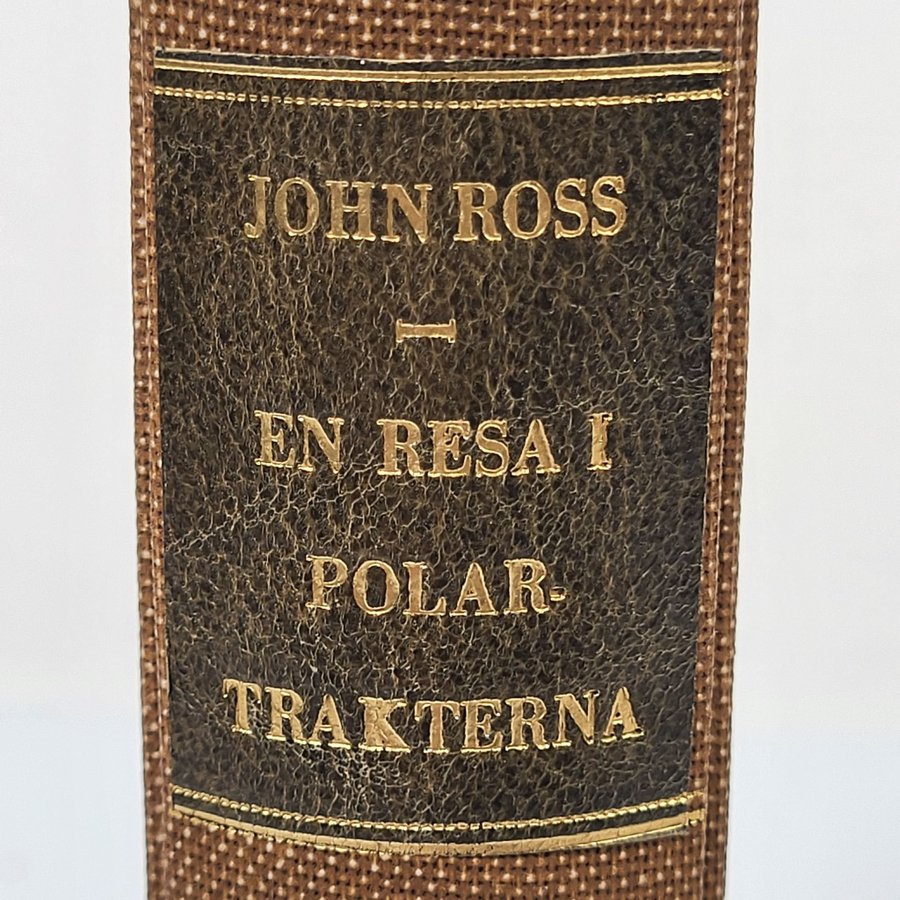 JOHN ROSS
—
EN RESA I
POLAR-
TRAKTERNA